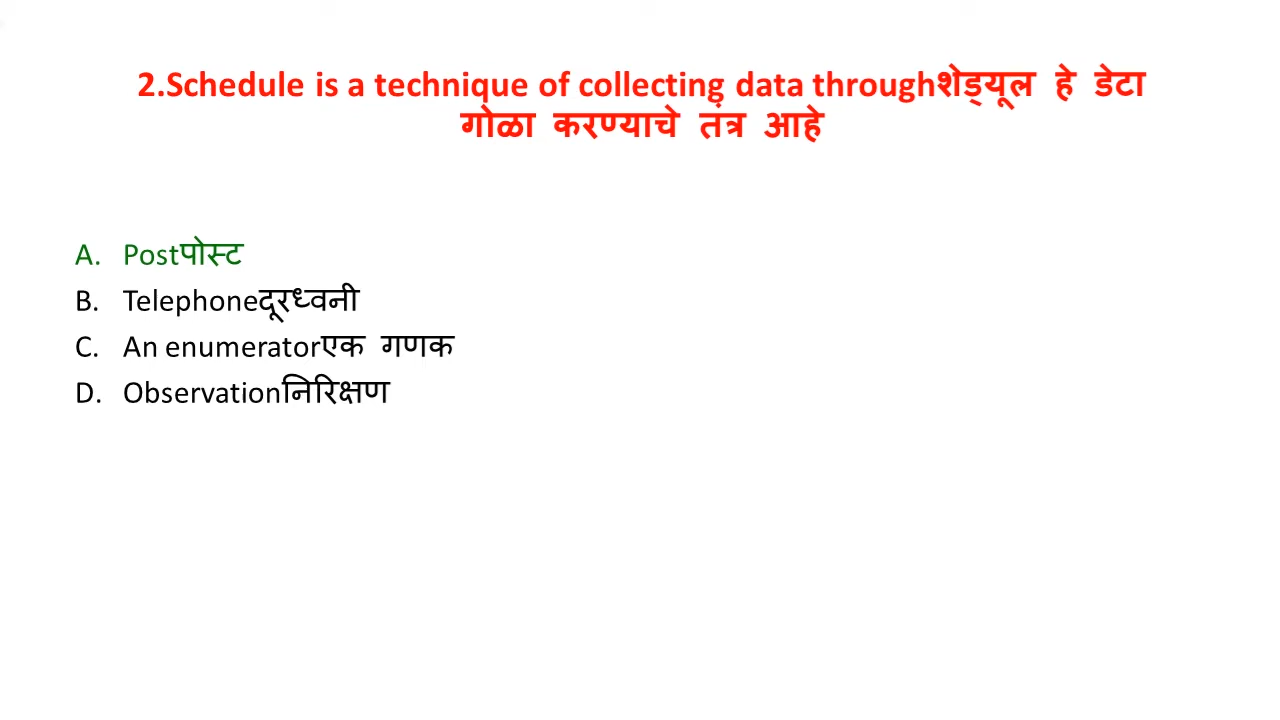 2.Schedule is a technique of collecting data throughशेड्यूल हे डेटा
गोळा करण्याचे तंत्र आहे
A. Postपोस्ट
B. Telephoneदूरध्वनी
C. An enumeratorएक गणक
D. Observationनिरिक्षण